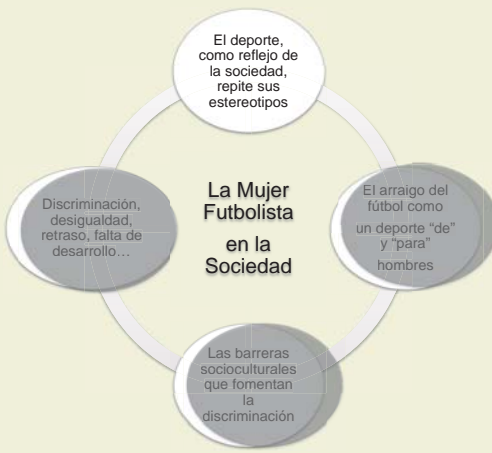 El deporte,
como reflejo de
la sociedad,
repite sus
estereotipos
La Mujer
Futbolista
en la
Sociedad
El arraigo del
fútbol como
un deporte “de”
y “para”
hombres
Las barreras
socioculturales
que fomentan
la
discriminación
Discriminación,
desigualdad,
retraso, falta de
desarrollo…